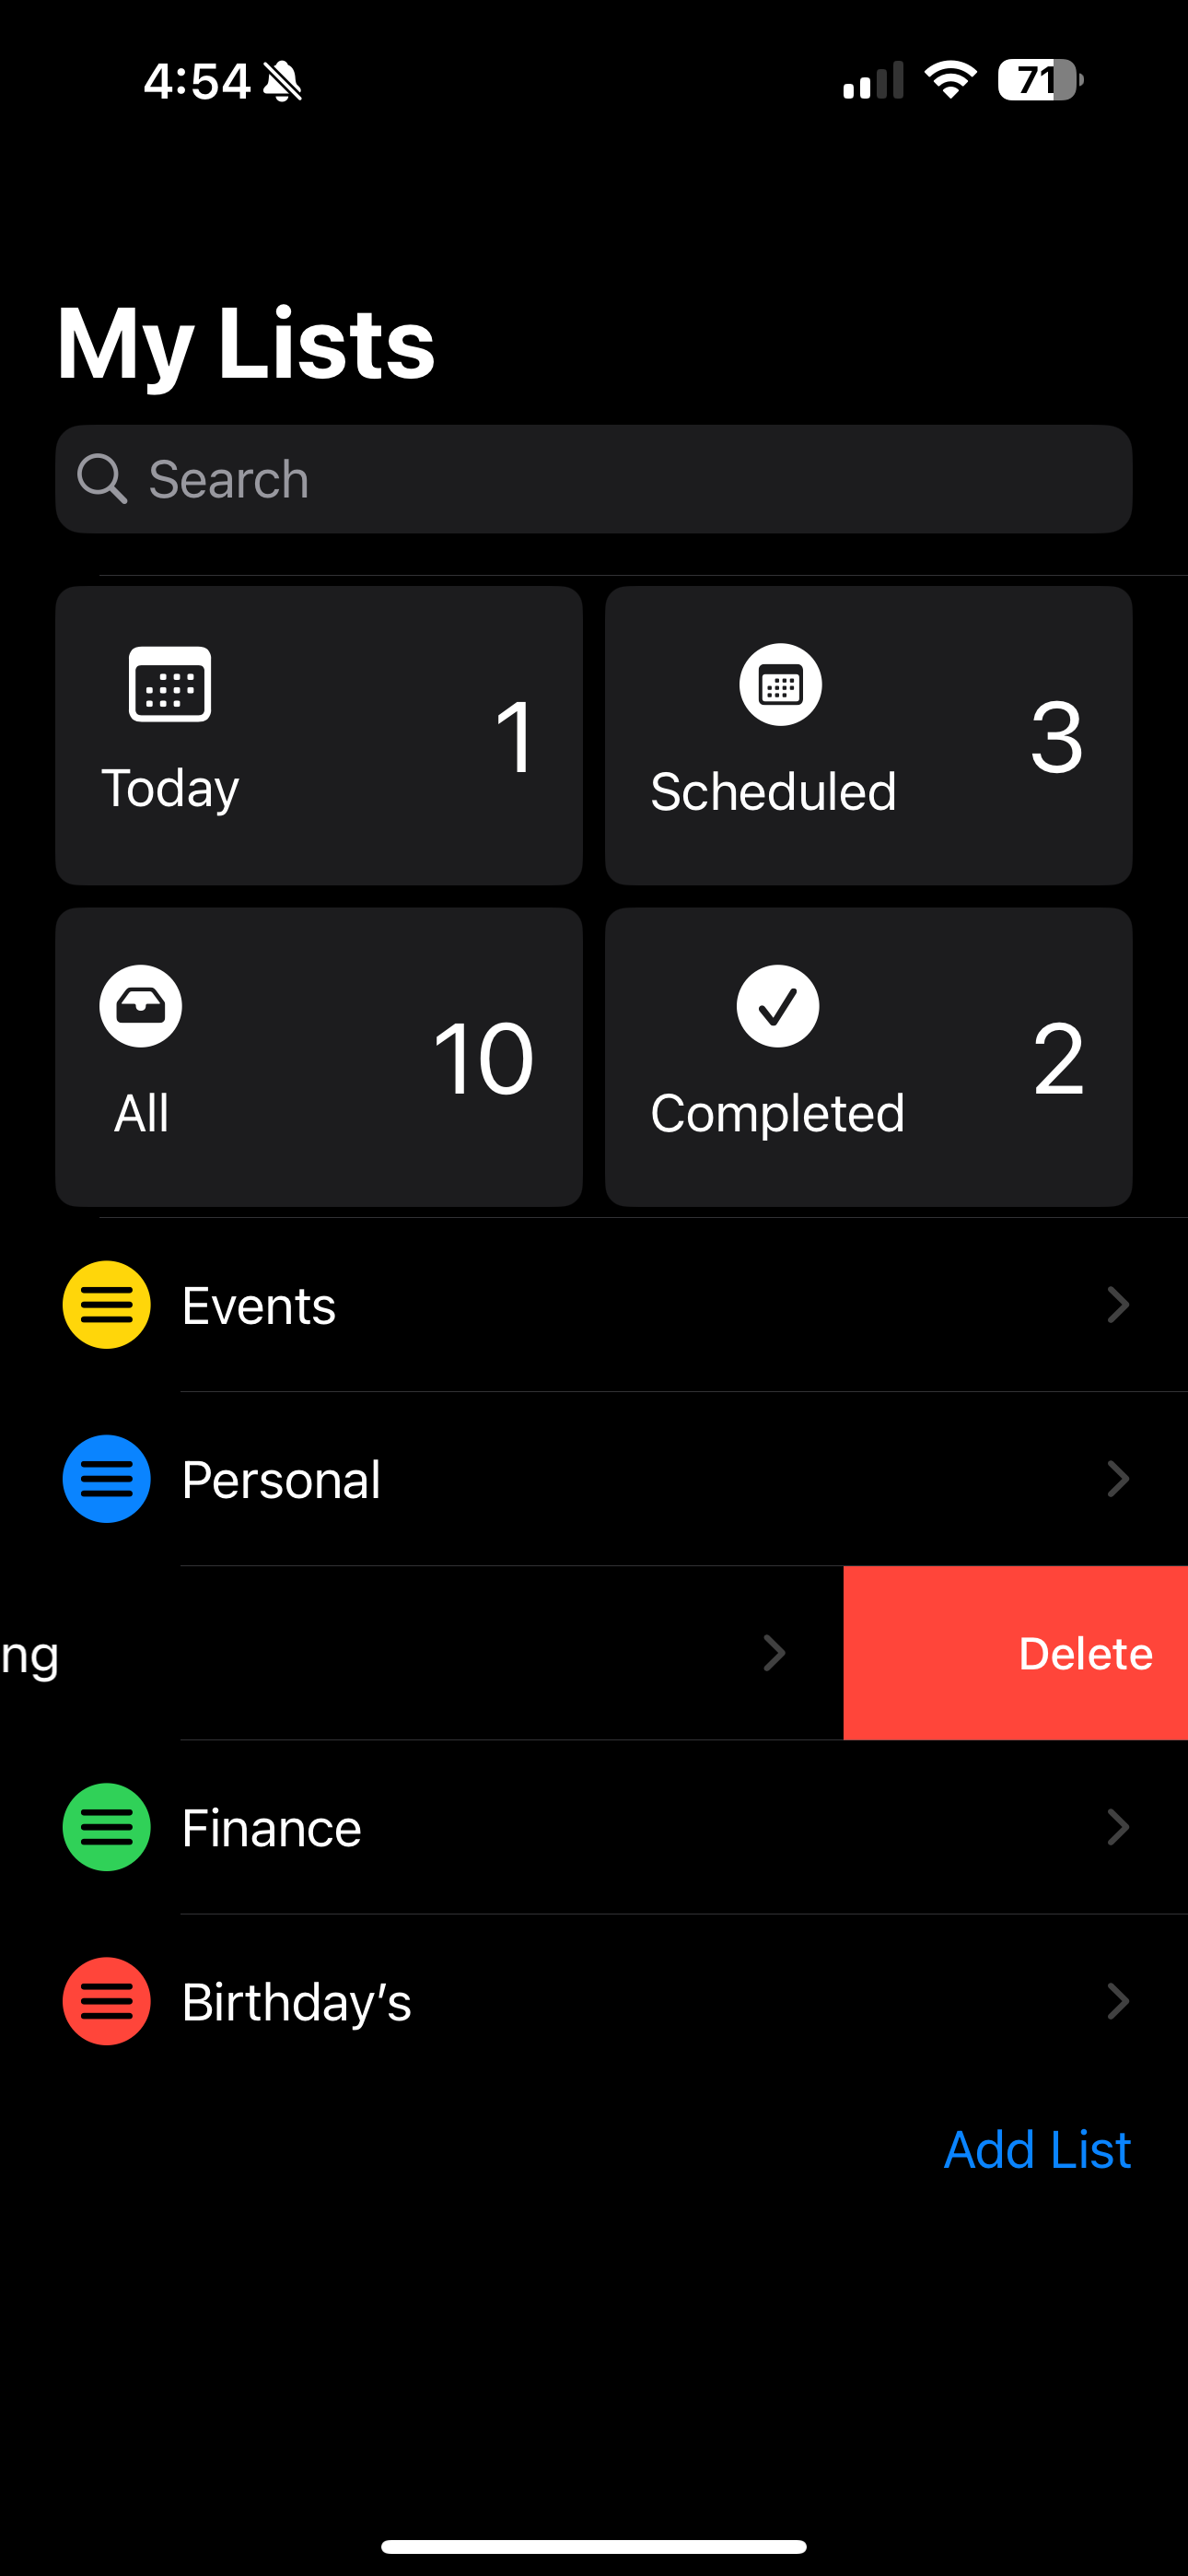 4:54
71
My Lists
Search
Today
1
Scheduled
3
All
10
Completed
2
Events
Personal
ng
Delete
Finance
Birthday’s
Add List